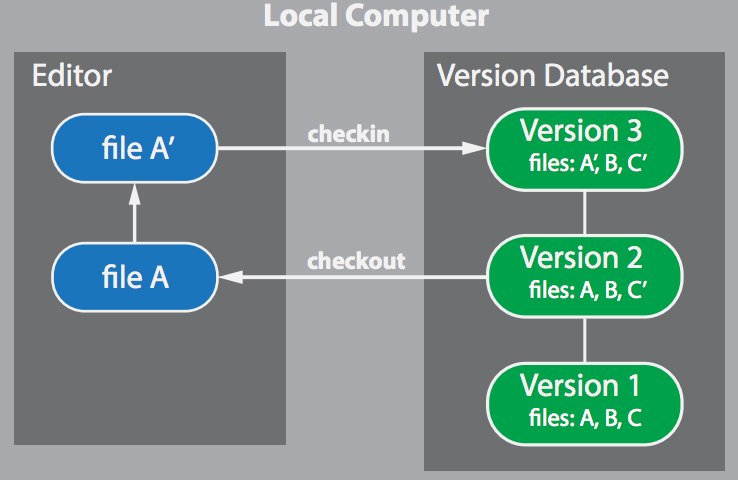 Local Computer
Editor
Version Database
file A′
checkin
Version 3
files: A′, B, C′
file A
checkout
Version 2
files: A, B, C′
Version 1
files: A, B, C